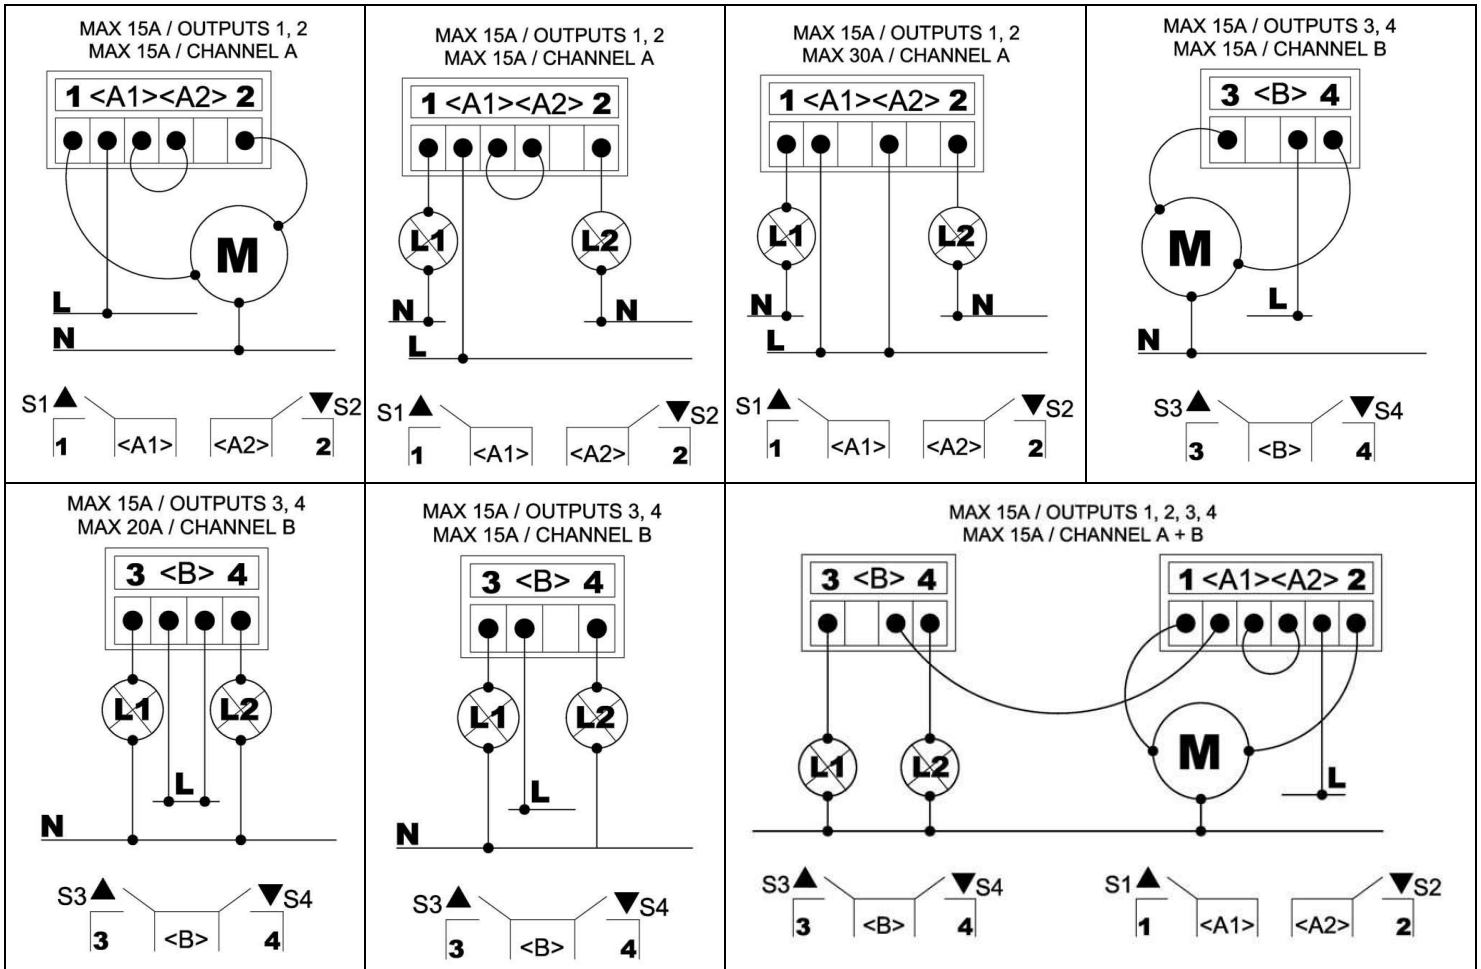 MAX 15A / OUTPUTS 1, 2
MAX 15A / CHANNEL A
1 <A1><A2> 2
M
L
N
S1 S2
1 <A1> <A2> 2
MAX 15A / OUTPUTS 1, 2
MAX 15A / CHANNEL A
1 <A1><A2> 2
L1 L2
N N
L
S1 S2
1 <A1> <A2> 2
MAX 15A / OUTPUTS 1, 2
MAX 30A / CHANNEL A
1 <A1><A2> 2
L1 L2
N N
L
S1 S2
1 <A1> <A2> 2
MAX 15A / OUTPUTS 3, 4
MAX 15A / CHANNEL B
3 <B> 4
M
L
N
S3 S4
3 <B> 4
MAX 15A / OUTPUTS 3, 4
MAX 20A / CHANNEL B
3 <B> 4
L1 L2
L
N
S3 S4
3 <B> 4
MAX 15A / OUTPUTS 3, 4
MAX 15A / CHANNEL B
3 <B> 4
L1 L2
L
N
S3 S4
3 <B> 4
MAX 15A / OUTPUTS 1, 2, 3, 4
MAX 15A / CHANNEL A + B
3 <B> 4 1 <A1><A2> 2
L1 L2 M L
S3 S4 S1 S2
3 <B> 4 1 <A1> <A2> 2